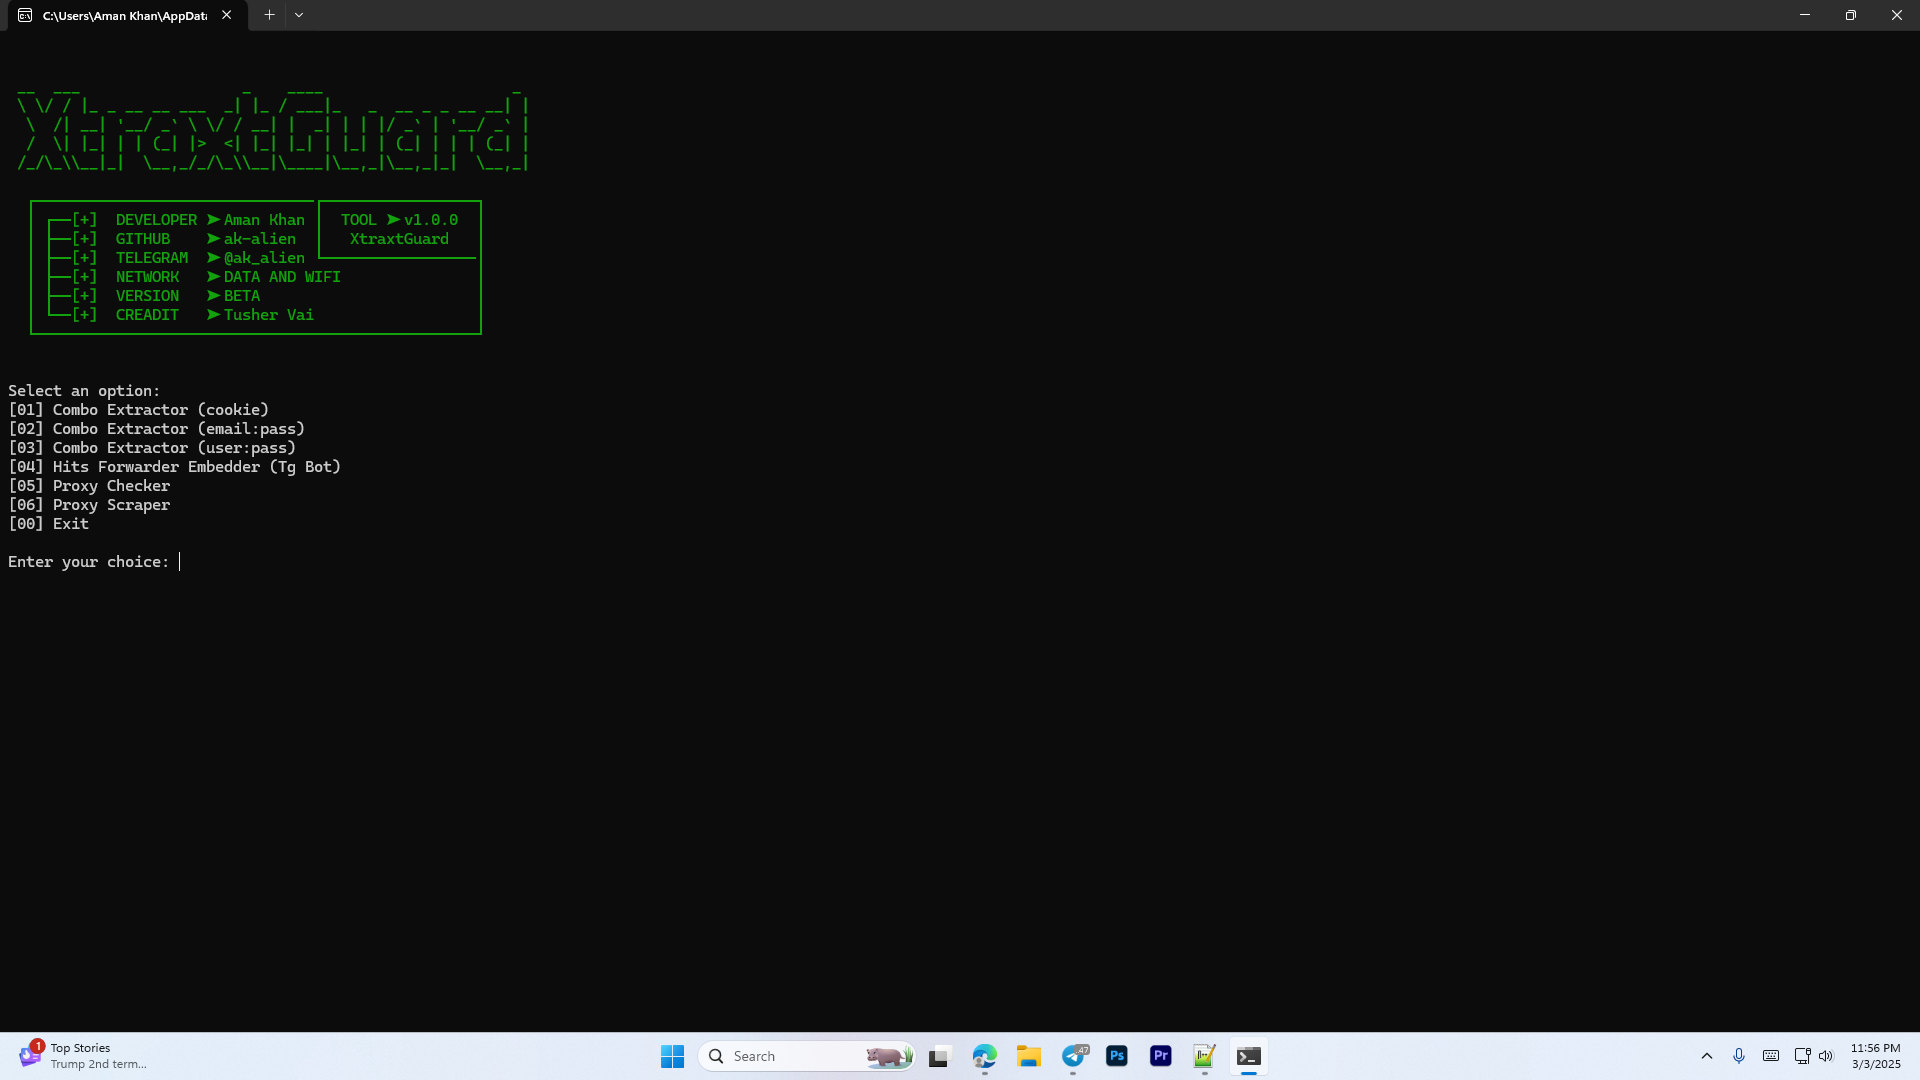 C:\Users\Aman Khan\AppData
XtraxtGuard
[+] DEVELOPER ➤ Aman Khan
TOOL ➤ v1.0.0
[+] GITHUB ➤ ak-alien
XtraxtGuard
[+] TELEGRAM ➤ @ak_alien
[+] NETWORK ➤ DATA AND WIFI
[+] VERSION ➤ BETA
[+] CREADIT ➤ Tusher Vai
Select an option:
[01] Combo Extractor (cookie)
[02] Combo Extractor (email:pass)
[03] Combo Extractor (user:pass)
[04] Hits Forwarder Embedder (Tg Bot)
[05] Proxy Checker
[06] Proxy Scraper
[00] Exit
Enter your choice:
1
Top Stories
Trump 2nd term...
Search
47
Ps
Pr
11:56 PM
3/3/2025